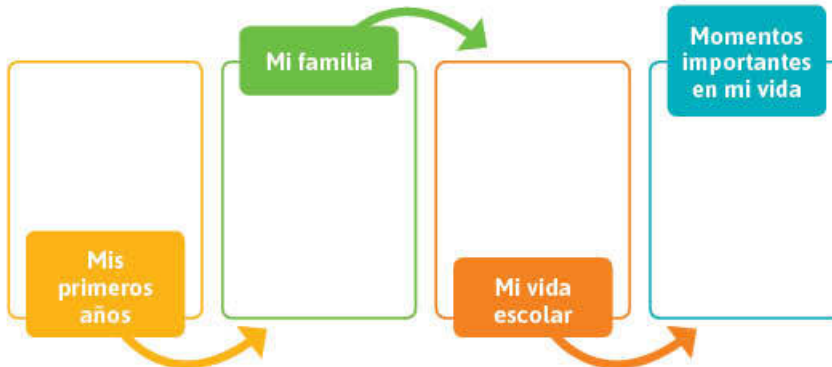 Mis
primeros
años
Mi familia
Mi vida
escolar
Momentos
importantes
en mi vida